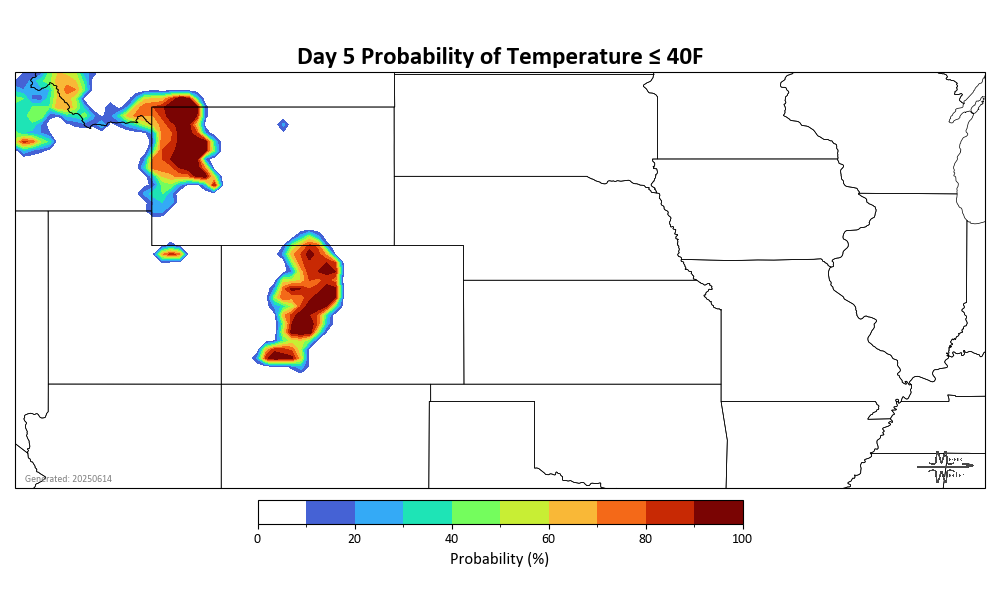 Day 5 Probability of Temperature ≤ 40F
Generated: 20250614
0 20 40 60 80 100
Probability (%)